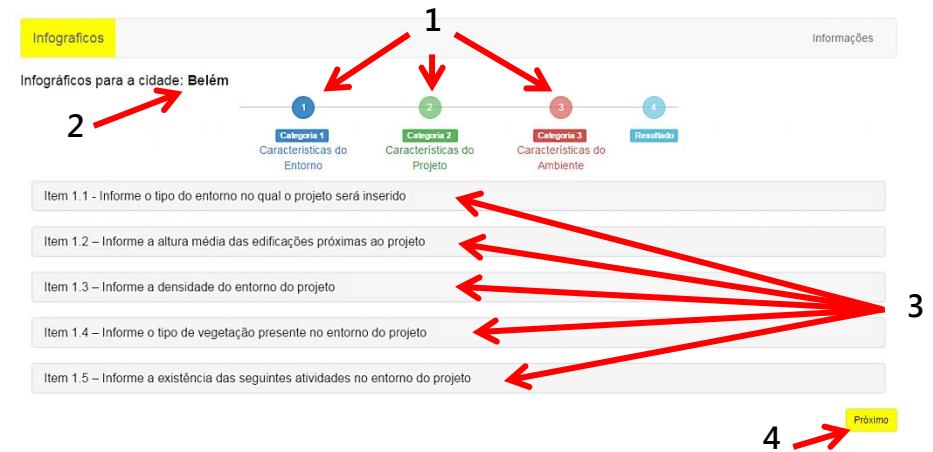 1
Infograficos
Informações
Infográficos para a cidade: Belém
2
1 2 3 4
Categoria 1 Categoria 2 Categoria 3 Resultado
Características do Características do Características do
Entorno Projeto Ambiente
Item 1.1 - Informe o tipo do entorno no qual o projeto será inserido
Item 1.2 – Informe a altura média das edificações próximas ao projeto
Item 1.3 – Informe a densidade do entorno do projeto
3
Item 1.4 – Informe o tipo de vegetação presente no entorno do projeto
Item 1.5 – Informe a existência das seguintes atividades no entorno do projeto
Próximo
4